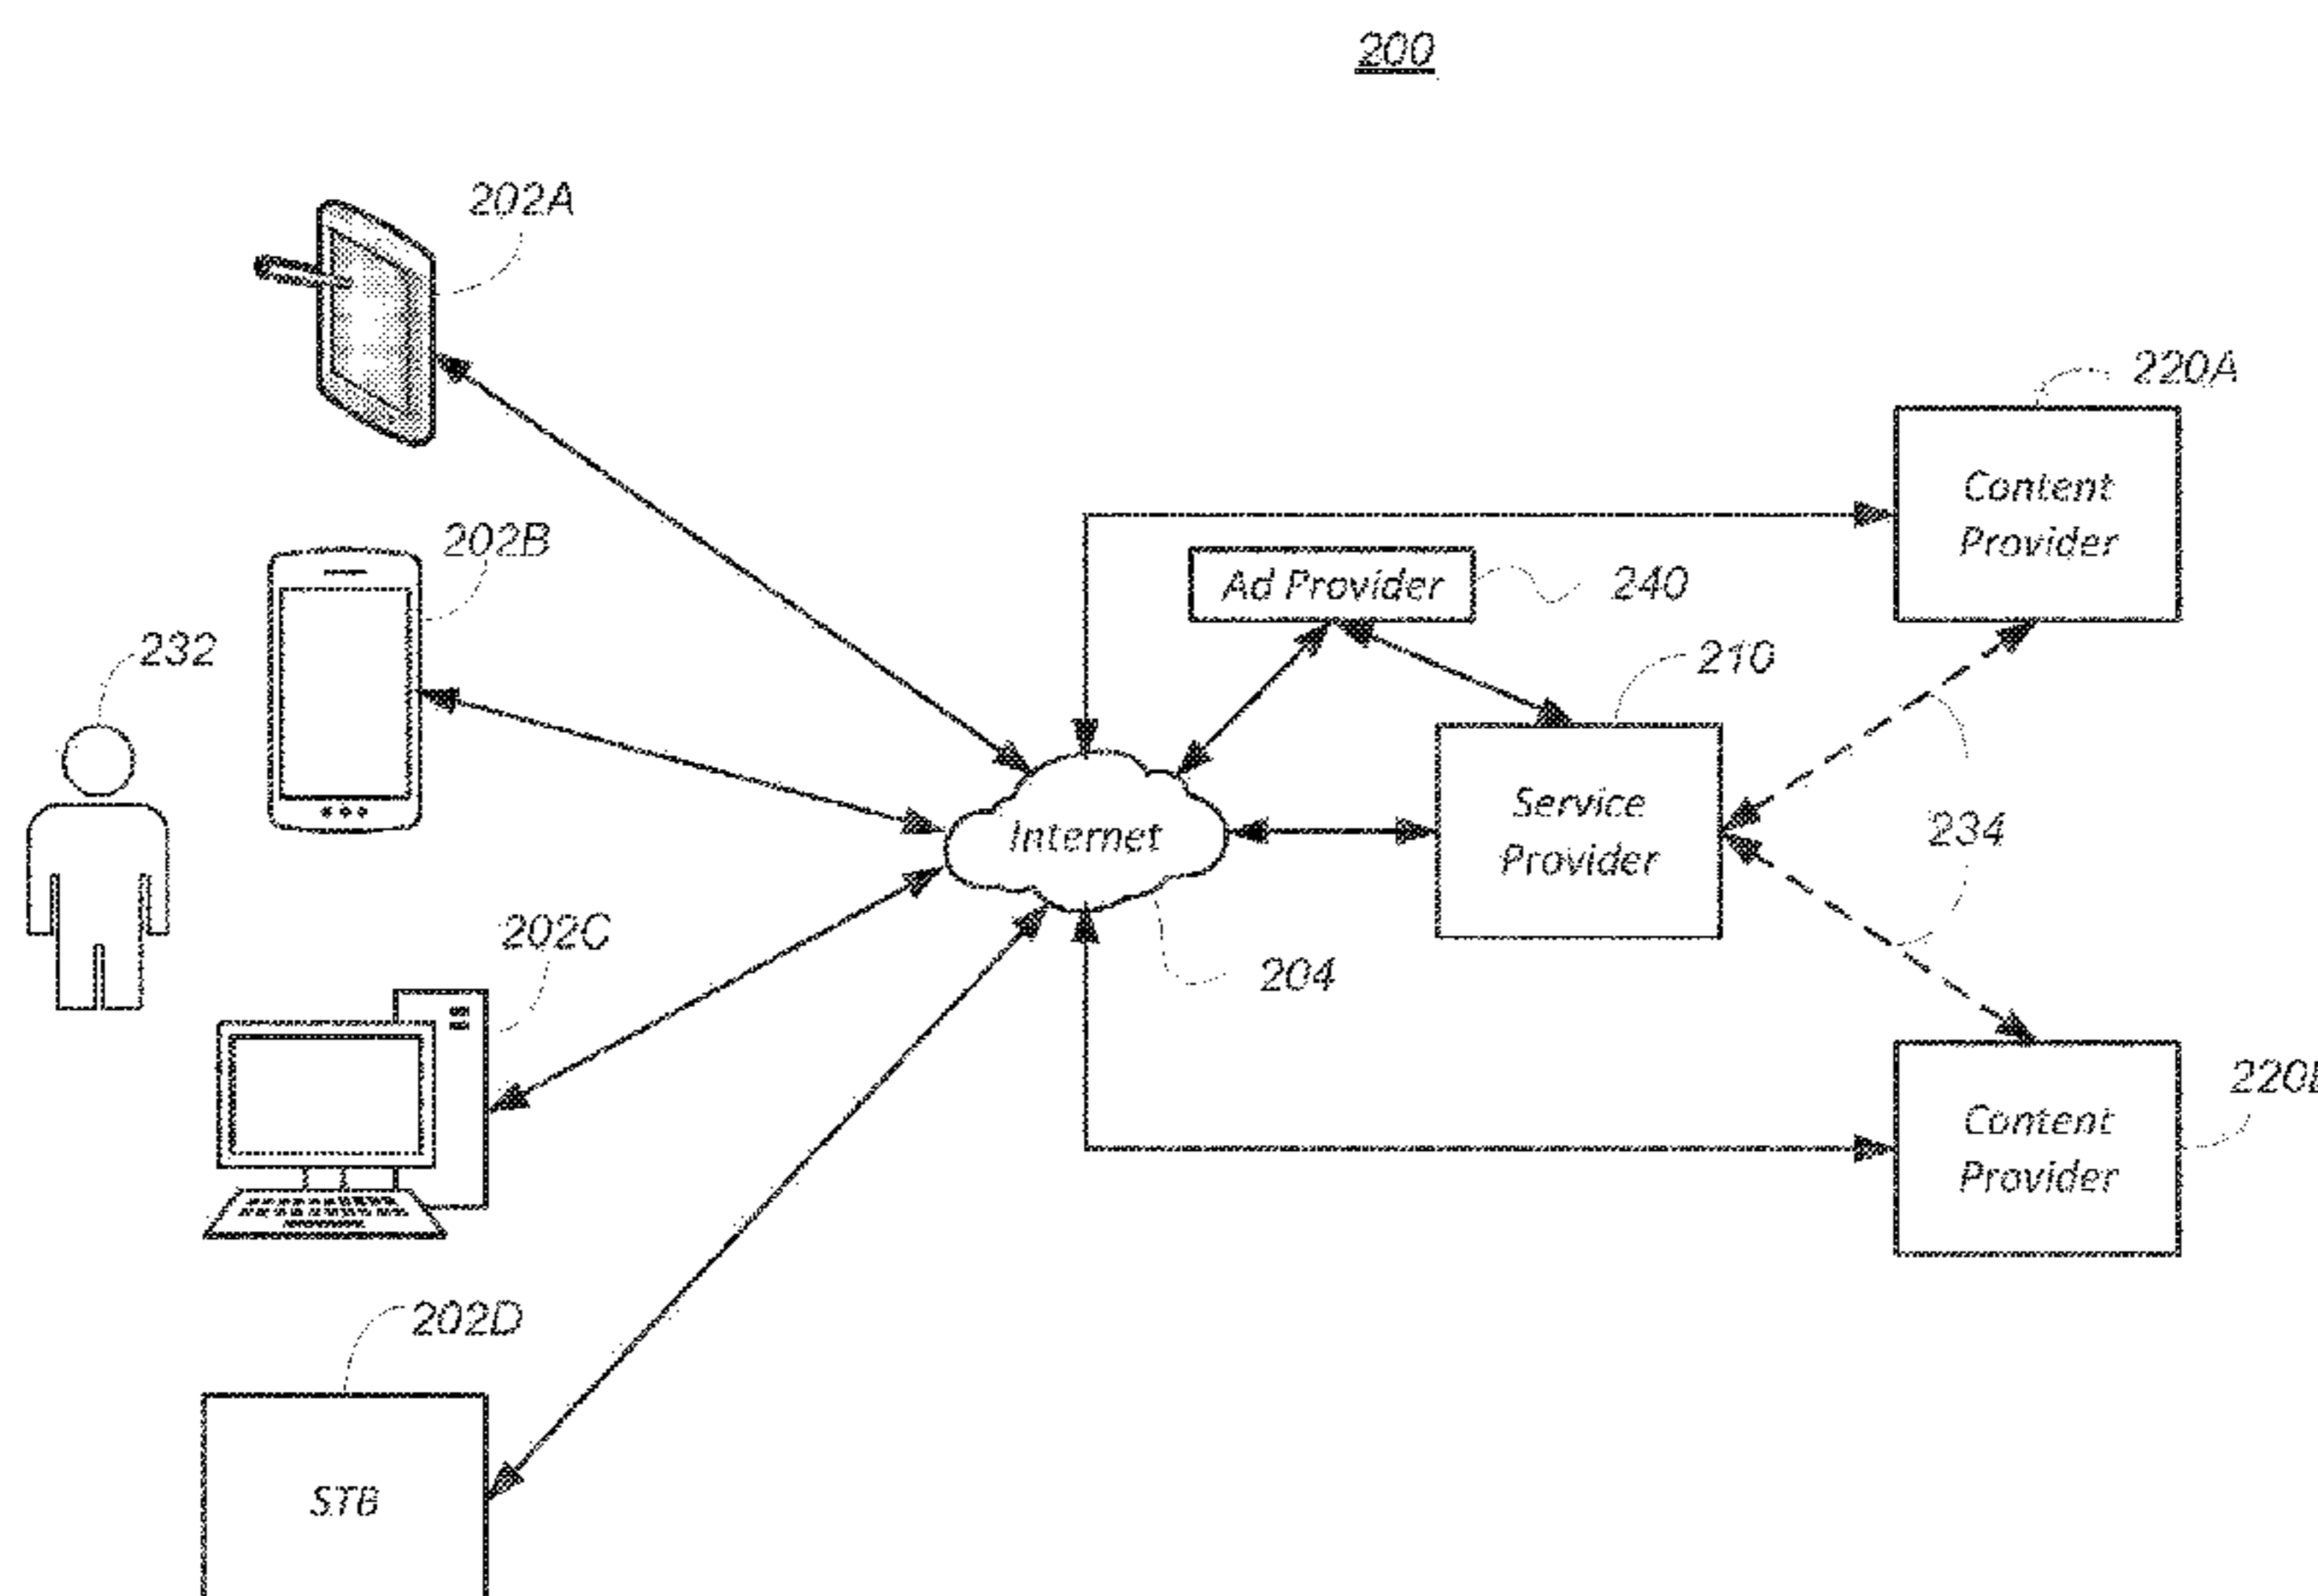 200
202A
220A
Content
Provider
202B
Ad Provider
240
232
210
Service
Provider
Internet
234
202C
204
220
Content
Provider
202D
STB